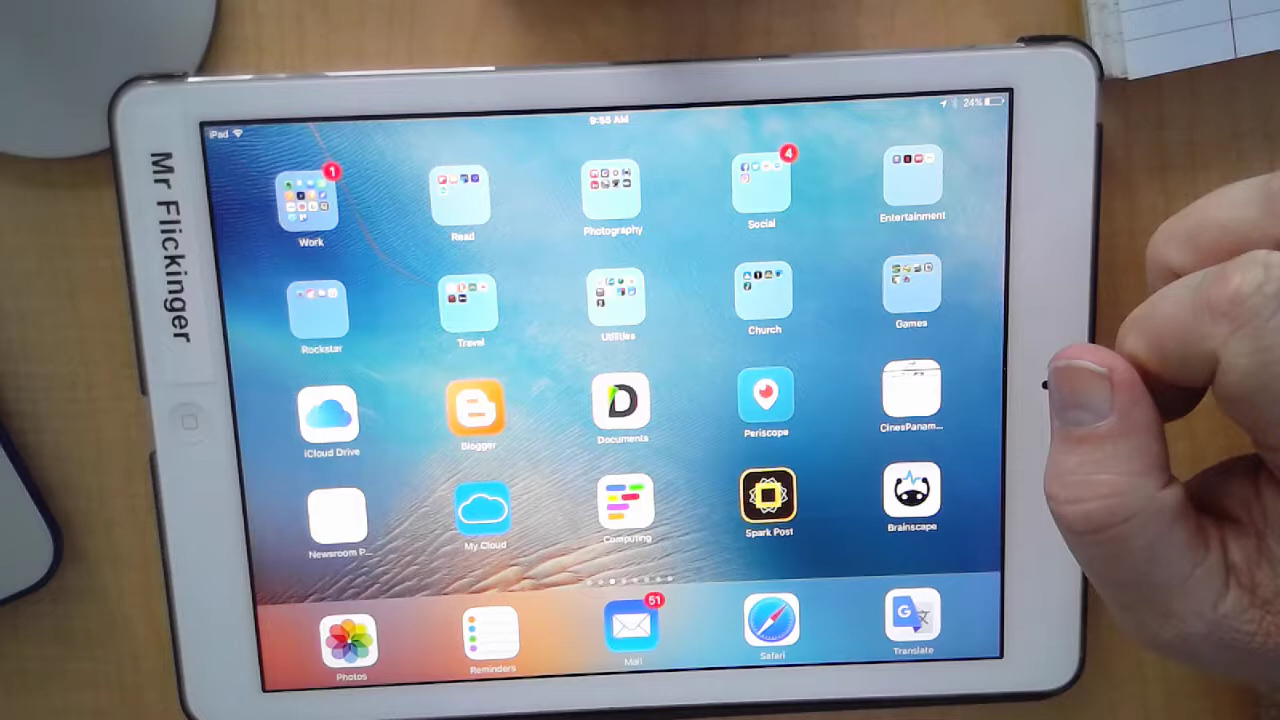 Mr Flickinger
iPad
9:55 AM
24%
1
4
Work
Read
Photography
Social
Entertainment
Rockstar
Travel
Utilities
Church
Games
iCloud Drive
Blogger
Documents
Periscope
CinesPanam...
Newsroom P...
My Cloud
Computing
Spark Post
Brainscape
51
G
Photos
Reminders
Mail
Safari
Translate